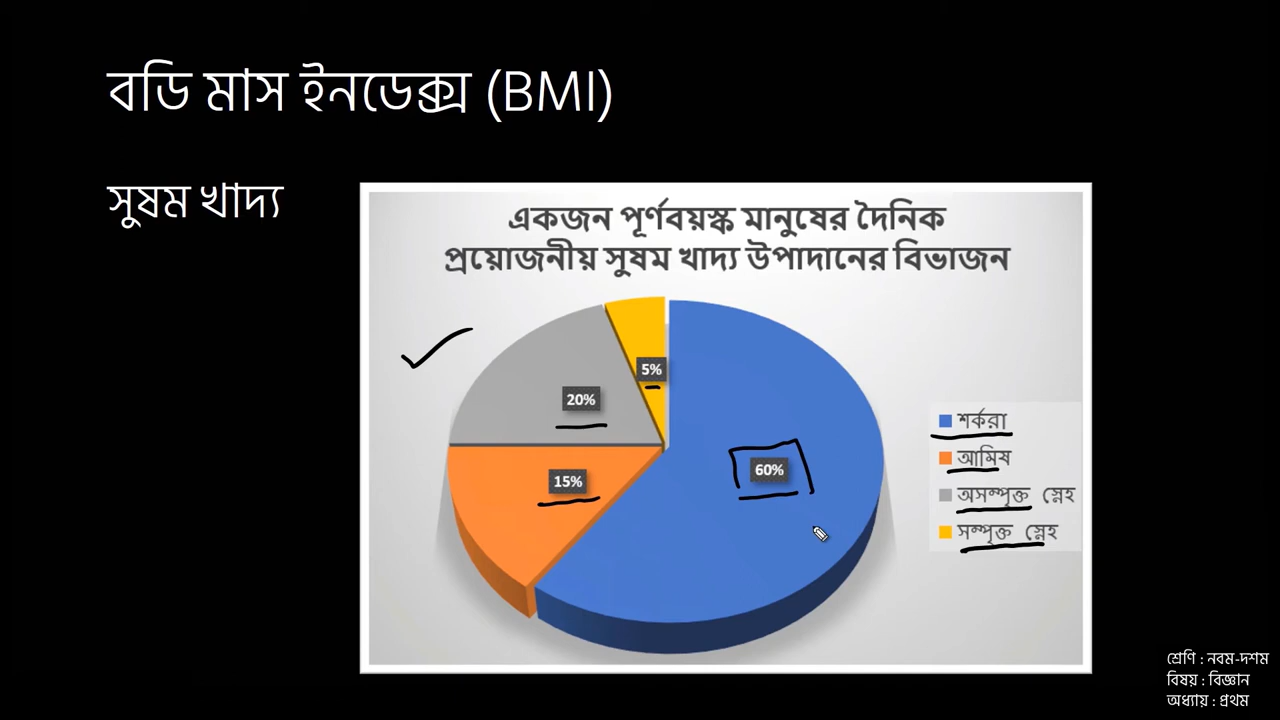 বডি মাস ইনডেক্স (BMI)
সুষম খাদ্য
একজন পূর্ণবয়স্ক মানুষের দৈনিক
প্রয়োজনীয় সুষম খাদ্য উপাদানের বিভাজন
5%
20%
60%
15%
শর্করা
আমিষ
অসম্পৃক্ত স্নেহ
সম্পৃক্ত স্নেহ
শ্রেণি : নবম-দশম
বিষয় : বিজ্ঞান
অধ্যায় : প্রথম